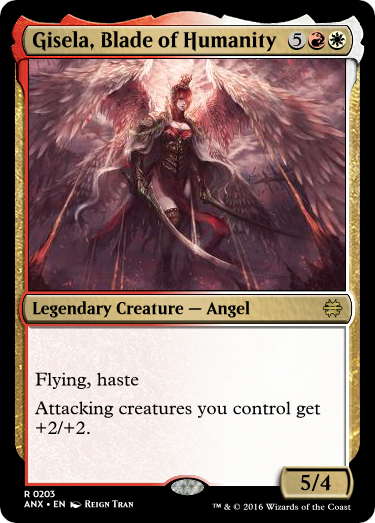 Gisela, Blade of Humanity 5
Legendary Creature — Angel
Flying, haste
Attacking creatures you control get
+2/+2.
5/4
R 0203
ANX • EN REIGN TRAN
™ & © 2016 Wizards of the Coast